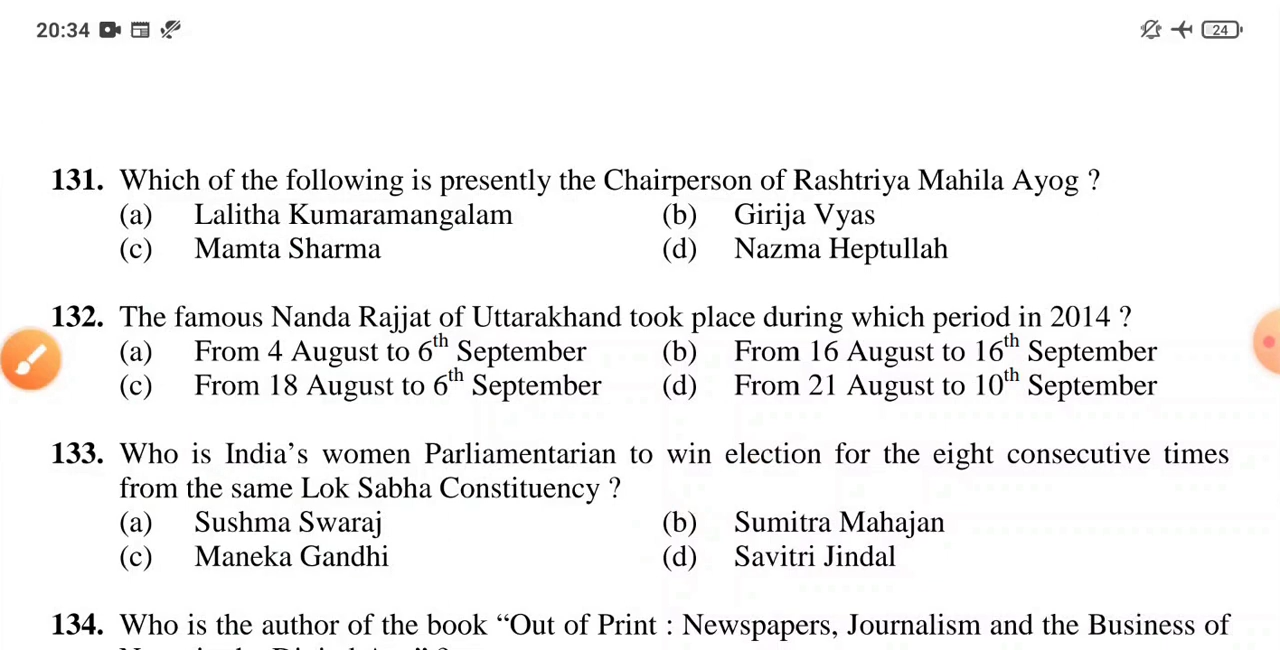 20:34
24
131. Which of the following is presently the Chairperson of Rashtriya Mahila Ayog ?
(a) Lalitha Kumaramangalam (b) Girija Vyas
(c) Mamta Sharma (d) Nazma Heptullah
132. The famous Nanda Rajjat of Uttarakhand took place during which period in 2014 ?
(a) From 4 August to 6th September (b) From 16 August to 16th September
(c) From 18 August to 6th September (d) From 21 August to 10th September
133. Who is India's women Parliamentarian to win election for the eight consecutive times
from the same Lok Sabha Constituency ?
(a) Sushma Swaraj (b) Sumitra Mahajan
(c) Maneka Gandhi (d) Savitri Jindal
134. Who is the author of the book “Out of Print : Newspapers, Journalism and the Business of